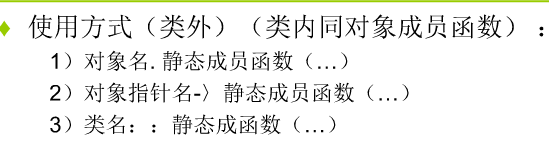 使用方式（类外）（类内同对象成员函数）：
1）对象名. 静态成员函数（…）
2）对象指针名-〉静态成员函数（…）
3）类名：：静态成函数（…）